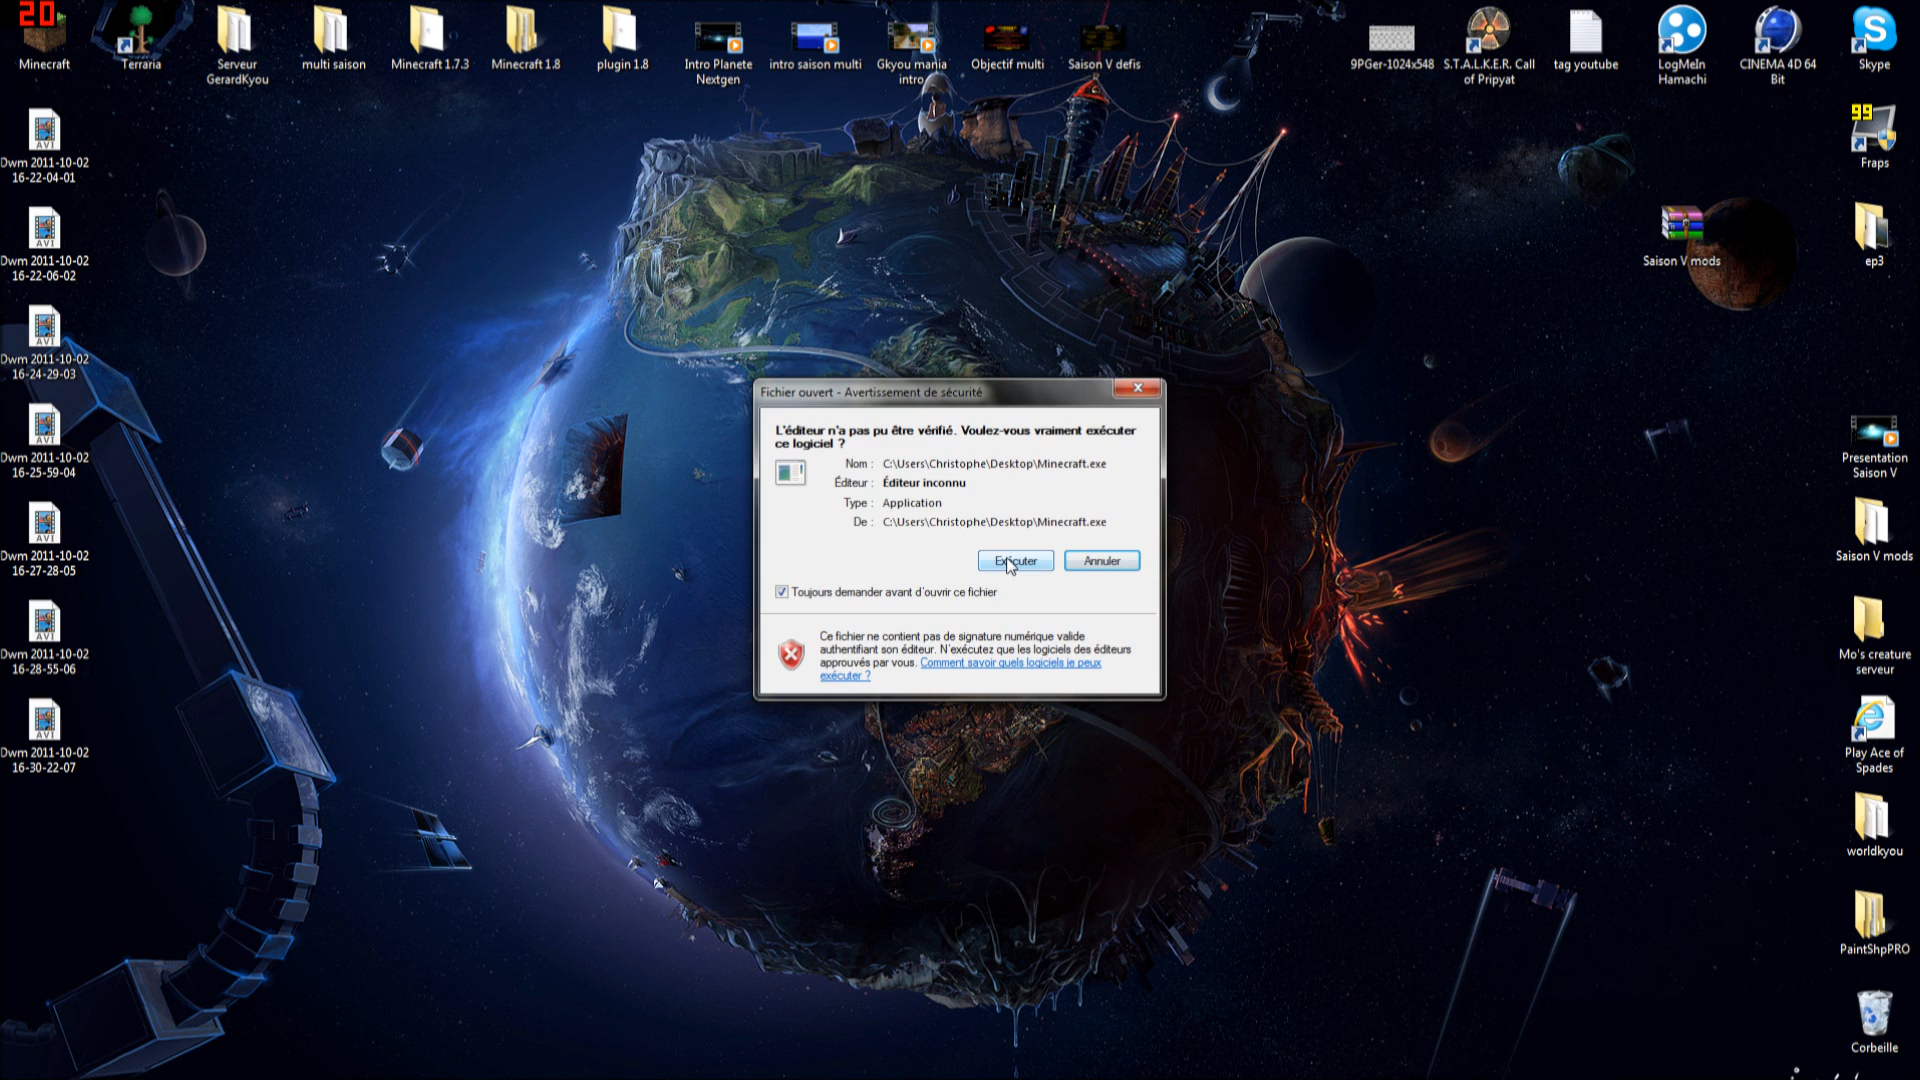 20
Minecraft
Terraria
Serveur
GerardKyou
multi saison
Minecraft 1.7.3
Minecraft 1.8
plugin 1.8
Intro Planete
Nextgen
intro saison multi
Gkyou mania
intro
Objectif multi
Saison V defis
9PGer-1024x548
S.T.A.L.K.E.R. Call
of Pripyat
tag youtube
LogMeIn
Hamachi
CINEMA 4D 64
Bit
Skype
AVI
Dwm 2011-10-02
16-22-04-01
99
Fraps
AVI
Dwm 2011-10-02
16-22-06-02
Saison V mods
ep3
AVI
Dwm 2011-10-02
16-24-29-03
Fichier ouvert - Avertissement de sécurité
L'éditeur n'a pas pu être vérifié. Voulez-vous vraiment exécuter
ce logiciel ?
Nom : C:\Users\Christophe\Desktop\Minecraft.exe
Éditeur : Éditeur inconnu
Type : Application
De : C:\Users\Christophe\Desktop\Minecraft.exe
Exécuter
Annuler
Toujours demander avant d'ouvrir ce fichier
Ce fichier ne contient pas de signature numérique valide
authentifiant son éditeur. N'exécutez que les logiciels des éditeurs
approuvés par vous. Comment savoir quels logiciels je peux
exécuter ?
AVI
Dwm 2011-10-02
16-25-59-04
Presentation
Saison V
AVI
Dwm 2011-10-02
16-27-28-05
Saison V mods
AVI
Dwm 2011-10-02
16-28-55-06
Mo's creature
serveur
AVI
Dwm 2011-10-02
16-30-22-07
Play Ace of
Spades
worldkyou
PaintShpPRO
Corbeille